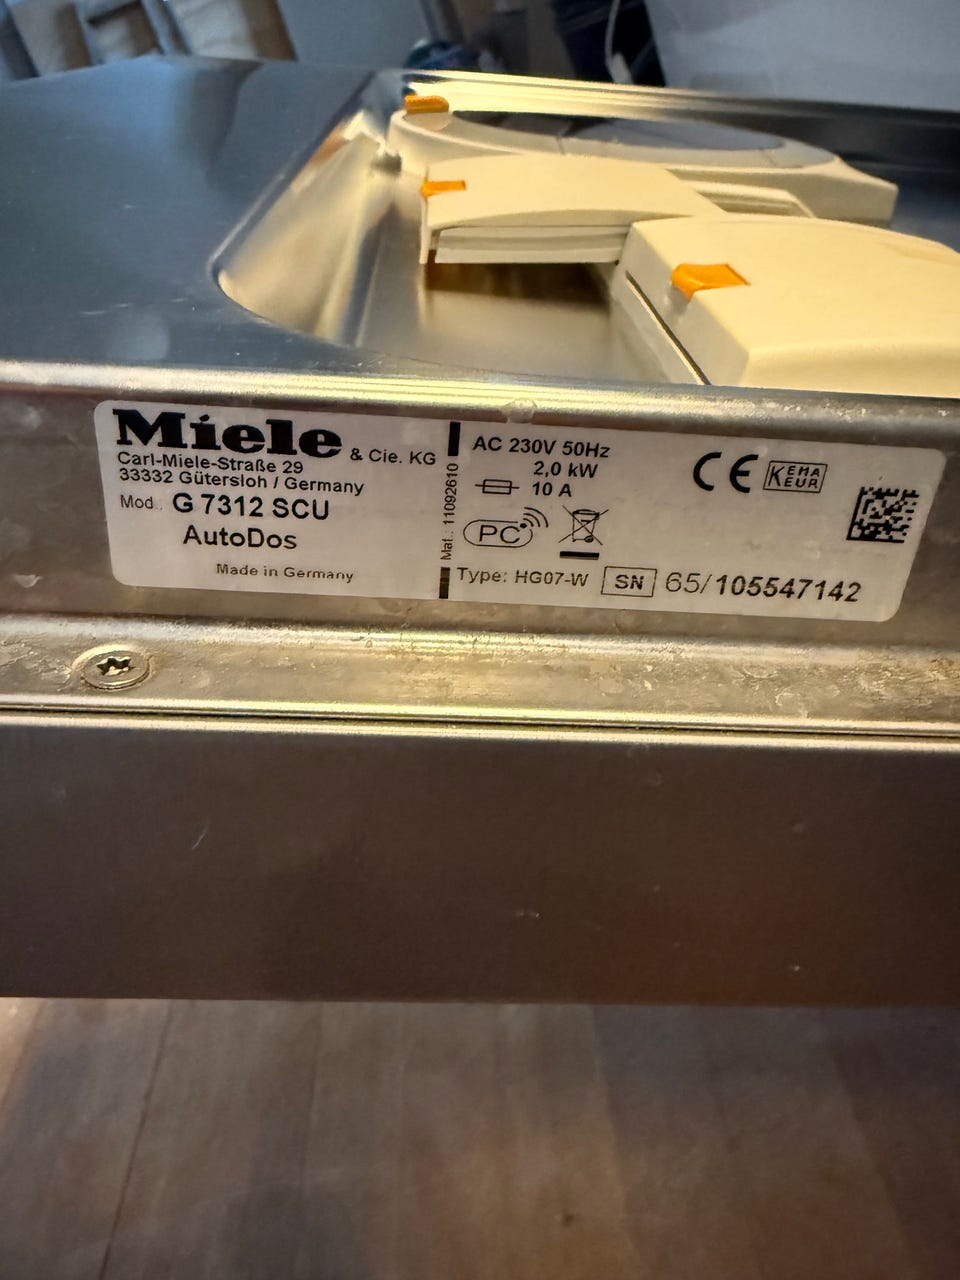 Miele & Cie. KG
Carl-Miele-Straße 29
33332 Gütersloh / Germany
Mod.. G 7312 SCU
AutoDos
Made in Germany
Mat.: 11092610
AC 230V 50Hz
2,0 kW
10 A
PC
Type: HG07-W SN 65/105547142
CE KEMA
EUR